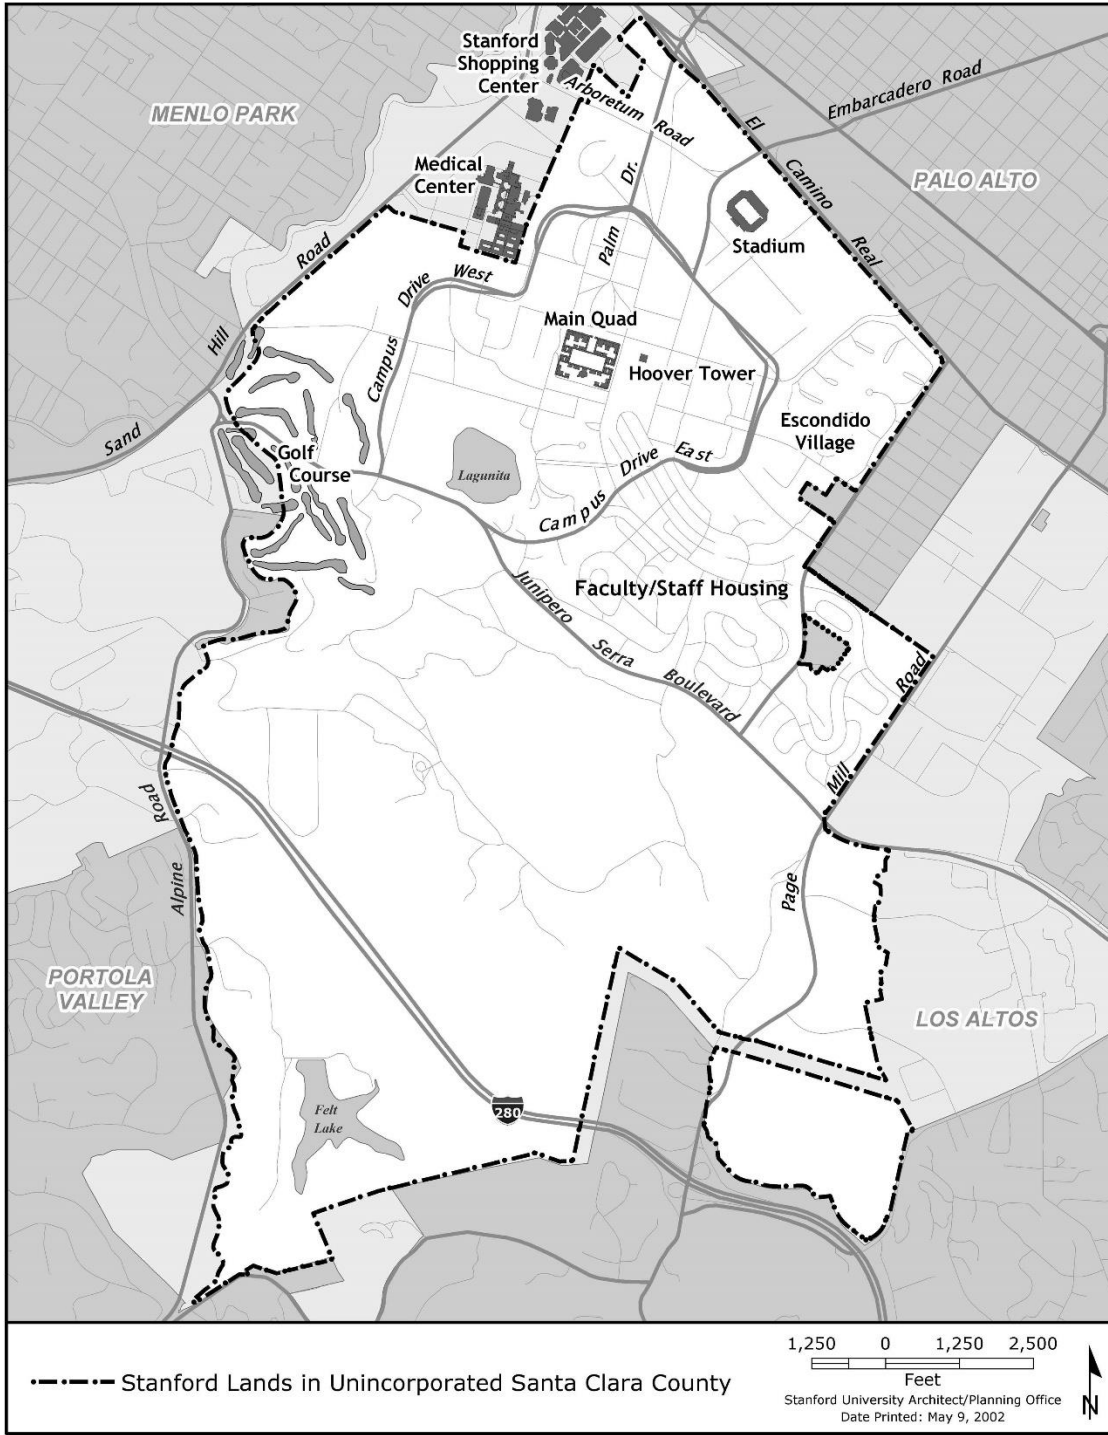 Stanford
Shopping
Center
MENLO PARK
Arboretum Road
Embarcadero Road
El Camino Real
PALO ALTO
Medical
Center
Palm Dr.
Stadium
Sand Hill Road
Campus Drive West
Main Quad
Hoover Tower
Escondido
Village
Golf
Course
Lagunita
Campus Drive East
Faculty/Staff Housing
Junipero Serra Boulevard
Page Mill Road
Alpine Road
PORTOLA
VALLEY
LOS ALTOS
Felt
Lake
280
Stanford Lands in Unincorporated Santa Clara County
1,250 0 1,250 2,500
Feet
Stanford University Architect/Planning Office
Date Printed: May 9, 2002
N